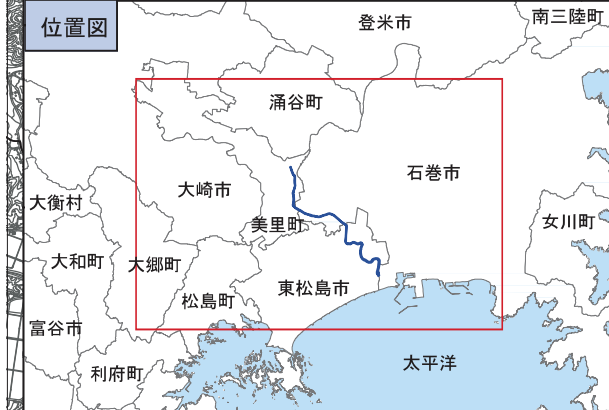 位置図
登米市
南三陸町
涌谷町
石巻市
大崎市
大衡村
女川町
美里町
大和町
大郷町
東松島市
松島町
富谷市
太平洋
利府町